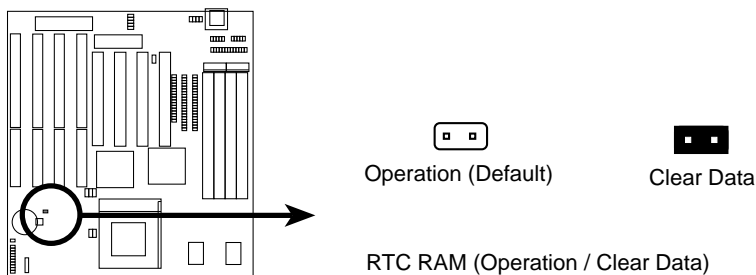 Operation (Default)
Clear Data
RTC RAM (Operation / Clear Data)